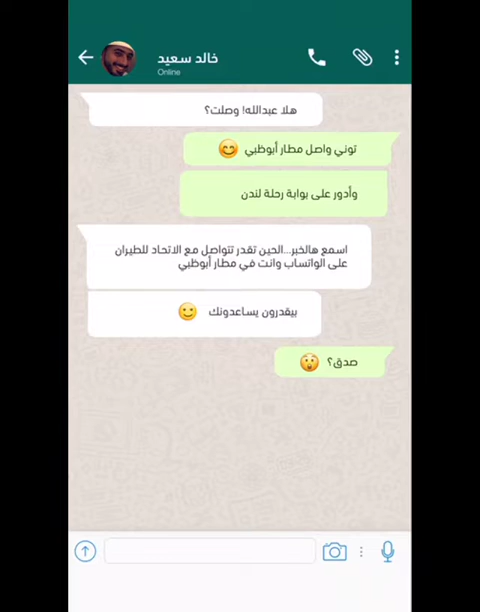 خالد سعيد
Online
هلا عبدالله! وصلت؟
توني واصل مطار أبوظبي 😊
وأدور على بوابة رحلة لندن
اسمع هالخبر...الحين تقدر تتواصل مع الاتحاد للطيران
على الواتساب وانت في مطار أبوظبي
بيقدرون يساعدونك 🙂
صدق؟ 😲